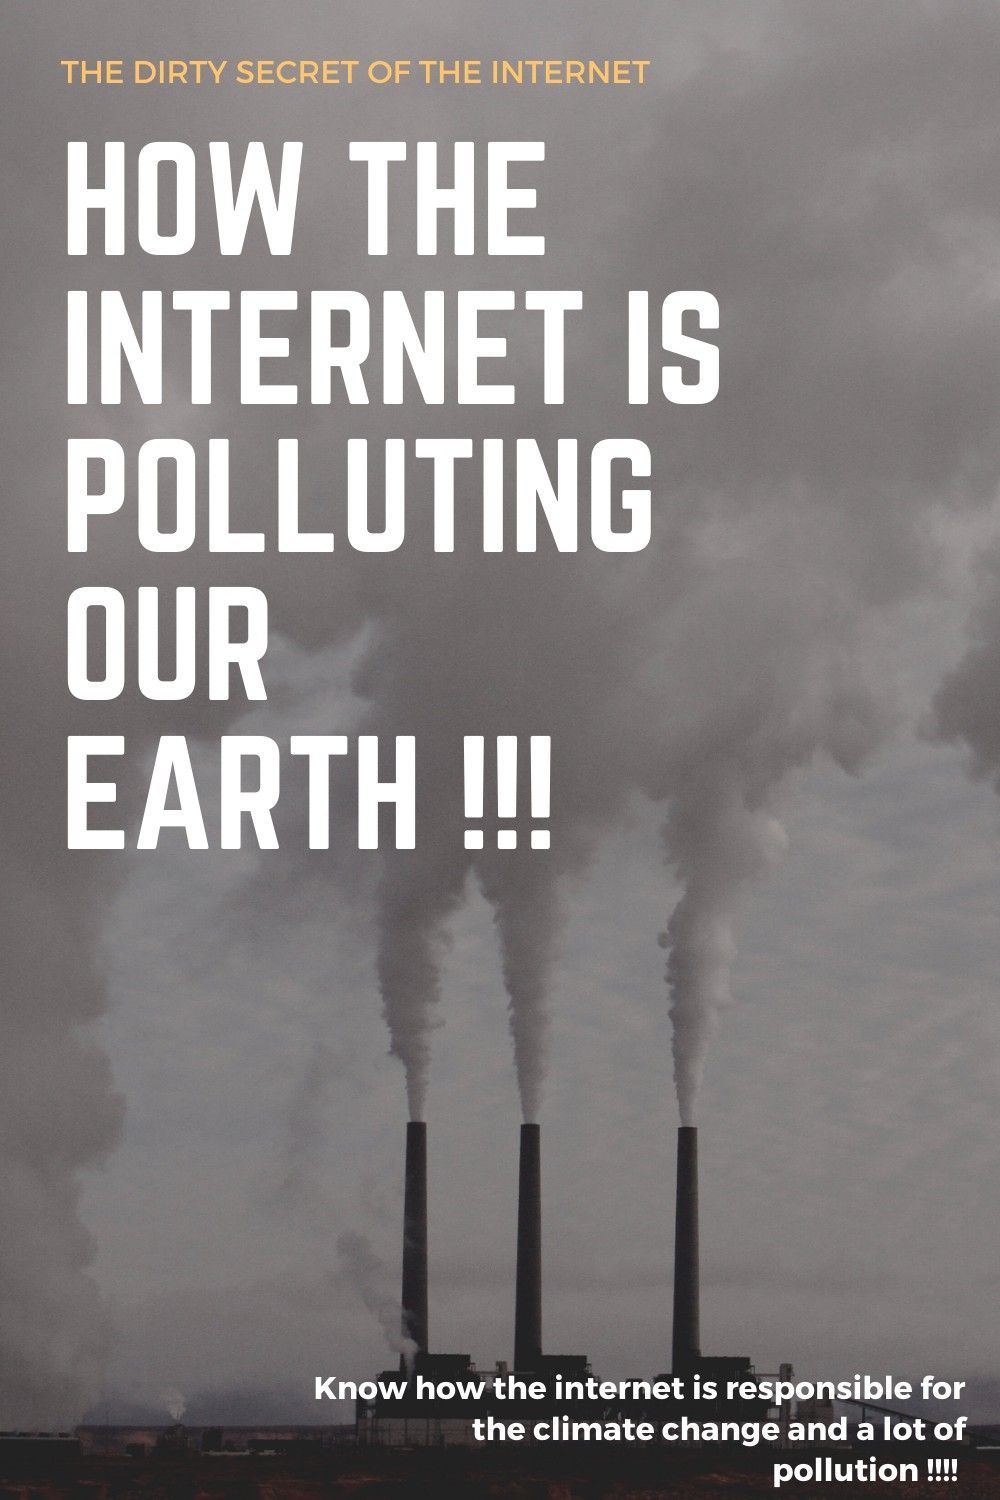 THE DIRTY SECRET OF THE INTERNET
HOW THE
INTERNET IS
POLLUTING
OUR
EARTH !!!
Know how the internet is responsible for
the climate change and a lot of
pollution !!!!